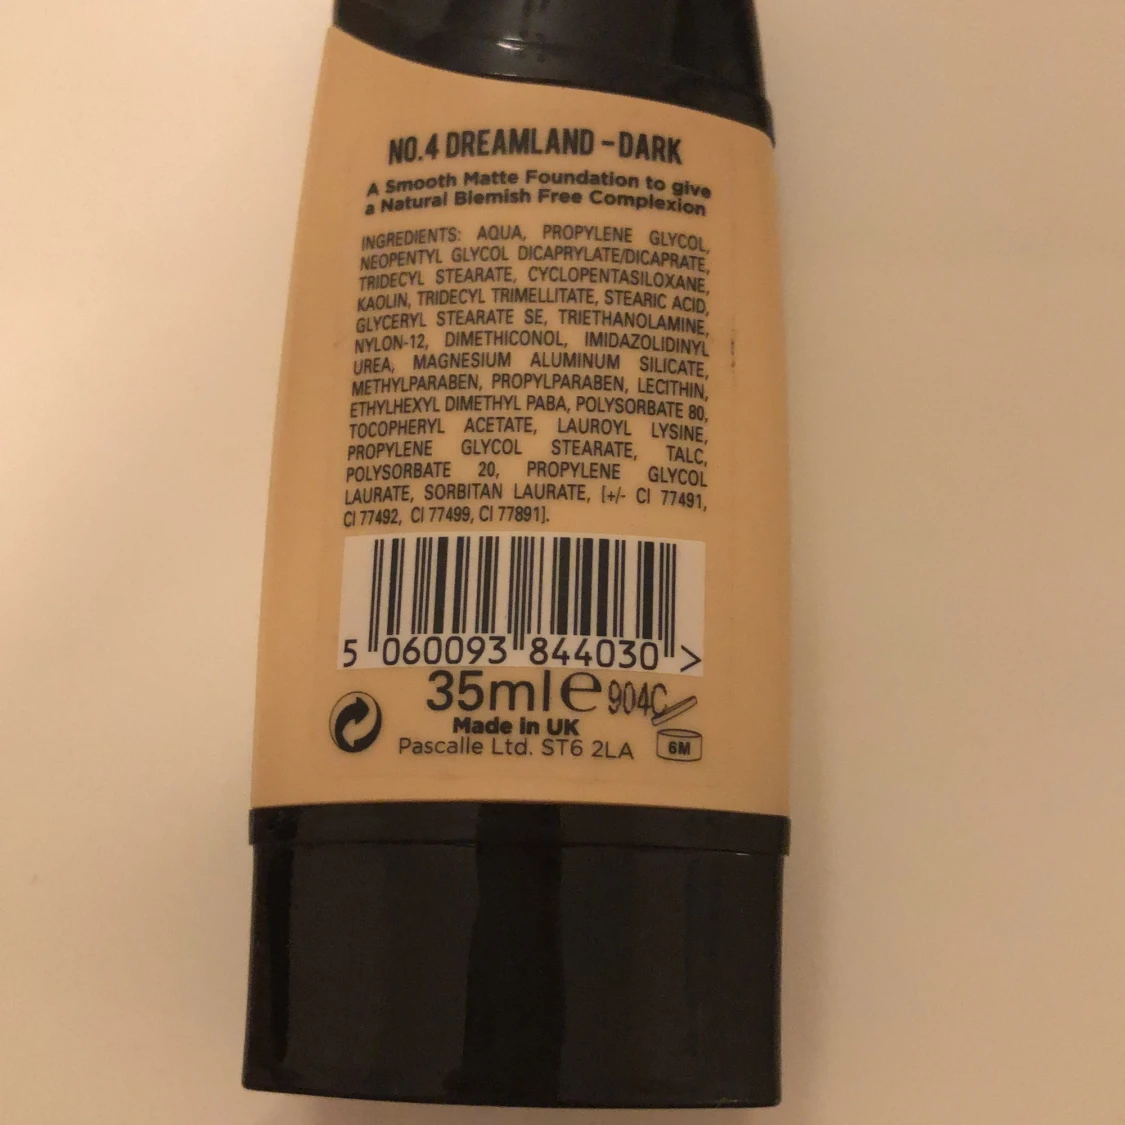 NO.4 DREAMLAND - DARK
A Smooth Matte Foundation to give
a Natural Blemish Free Complexion
INGREDIENTS: AQUA, PROPYLENE GLYCOL,
NEOPENTYL GLYCOL DICAPRYLATE/DICAPRATE,
TRIDECYL STEARATE, CYCLOPENTASILOXANE,
KAOLIN, TRIDECYL TRIMELLITATE, STEARIC ACID,
GLYCERYL STEARATE SE, TRIETHANOLAMINE,
NYLON-12, DIMETHICONOL, IMIDAZOLIDINYL
UREA, MAGNESIUM ALUMINUM SILICATE,
METHYLPARABEN, PROPYLPARABEN, LECITHIN,
ETHYLHEXYL DIMETHYL PABA, POLYSORBATE 80,
TOCOPHERYL ACETATE, LAUROYL LYSINE,
PROPYLENE GLYCOL STEARATE, TALC,
POLYSORBATE 20, PROPYLENE GLYCOL
LAURATE, SORBITAN LAURATE, [+/- CI 77491,
CI 77492, CI 77499, CI 77891].
5 060093 844030 >
35ml e 904C
Made in UK
Pascalle Ltd. ST6 2LA
6M